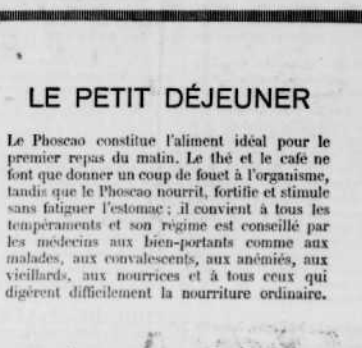 LE PETIT DÉJEUNER
Le Phoscao constitue l'aliment idéal pour le
premier repas du matin. Le thé et le café ne
font que donner un coup de fouet à l'organisme,
tandis que le Phoscao nourrit, fortifie et stimule
sans fatiguer l'estomac ; il convient à tous les
tempéraments et son régime est conseillé par
les médecins aux bien-portants comme aux
malades, aux convalescents, aux anémiés, aux
vieillards, aux nourrices et à tous ceux qui
digèrent difficilement la nourriture ordinaire.